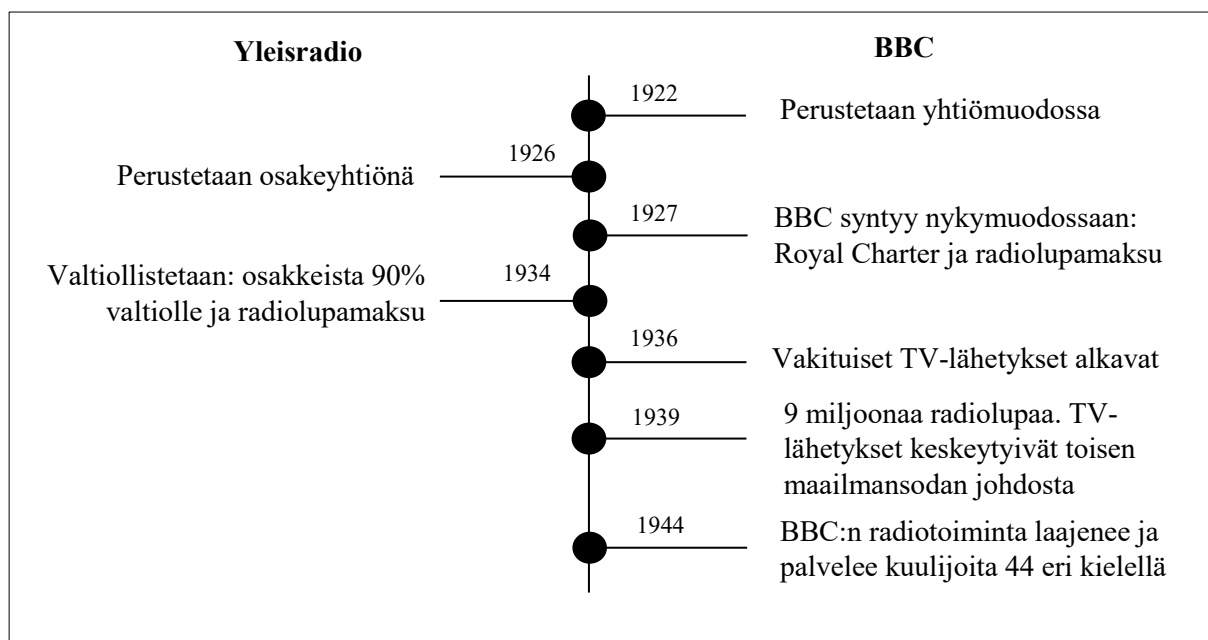 Yleisradio
BBC
1922
Perustetaan yhtiömuodossa
1926
Perustetaan osakeyhtiönä
1927
BBC syntyy nykymuodossaan:
Royal Charter ja radiolupamaksu
Valtiollistetaan: osakkeista 90%
valtiolle ja radiolupamaksu
1934
1936
Vakituiset TV-lähetykset alkavat
1939
9 miljoonaa radiolupaa. TV-
lähetykset keskeytyivät toisen
maailmansodan johdosta
1944
BBC:n radiotoiminta laajenee ja
palvelee kuulijoita 44 eri kielellä